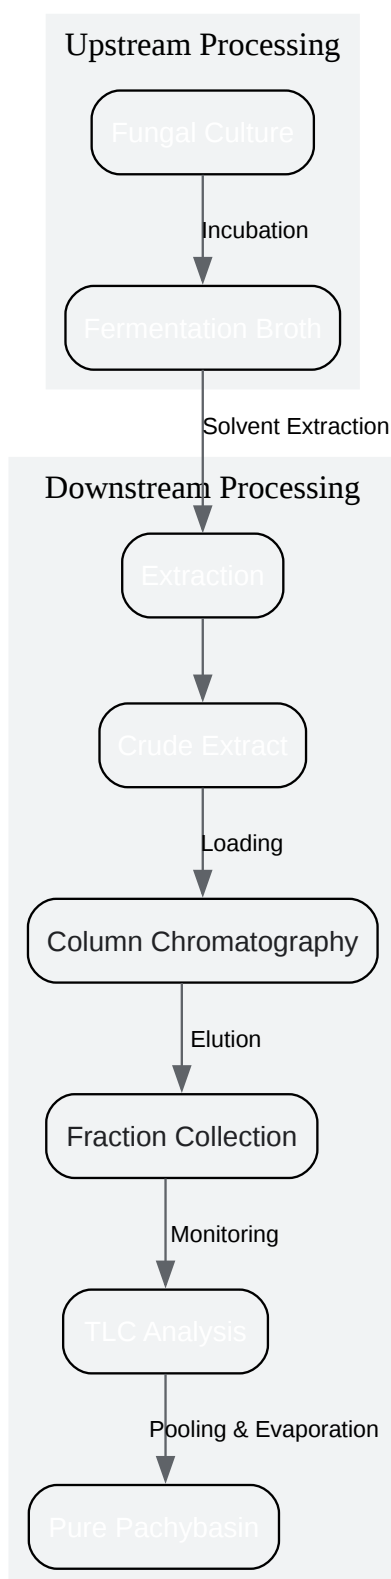 Upstream Processing
Fungal Culture
Incubation
Fermentation Broth
Solvent Extraction
Downstream Processing
Extraction
Crude Extract
Loading
Column Chromatography
Elution
Fraction Collection
Monitoring
TLC Analysis
Pooling & Evaporation
Pure Pachybasin